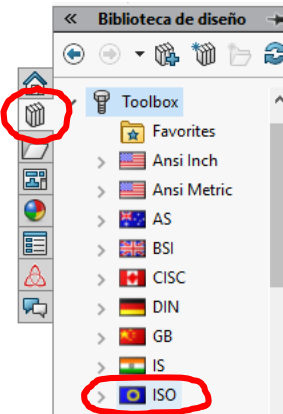 « Biblioteca de diseño
Toolbox
Favorites
Ansi Inch
Ansi Metric
AS
BSI
CISC
DIN
GB
IS
ISO